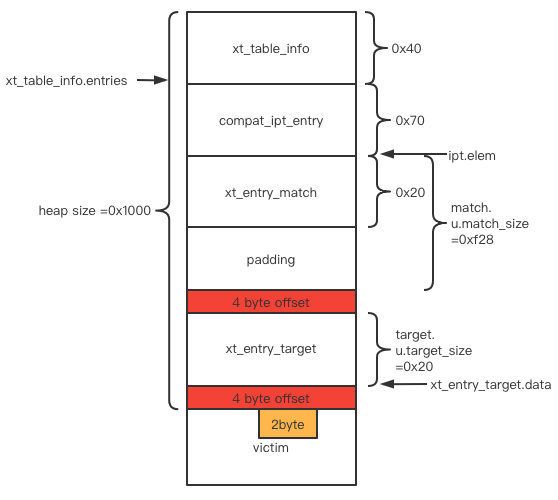 xt_table_info
0x40
xt_table_info.entries
compat_ipt_entry
0x70
ipt.elem
xt_entry_match
0x20
heap size =0x1000
match.
u.match_size
=0xf28
padding
4 byte offset
xt_entry_target
target.
u.target_size
=0x20
xt_entry_target.data
4 byte offset
2byte
victim